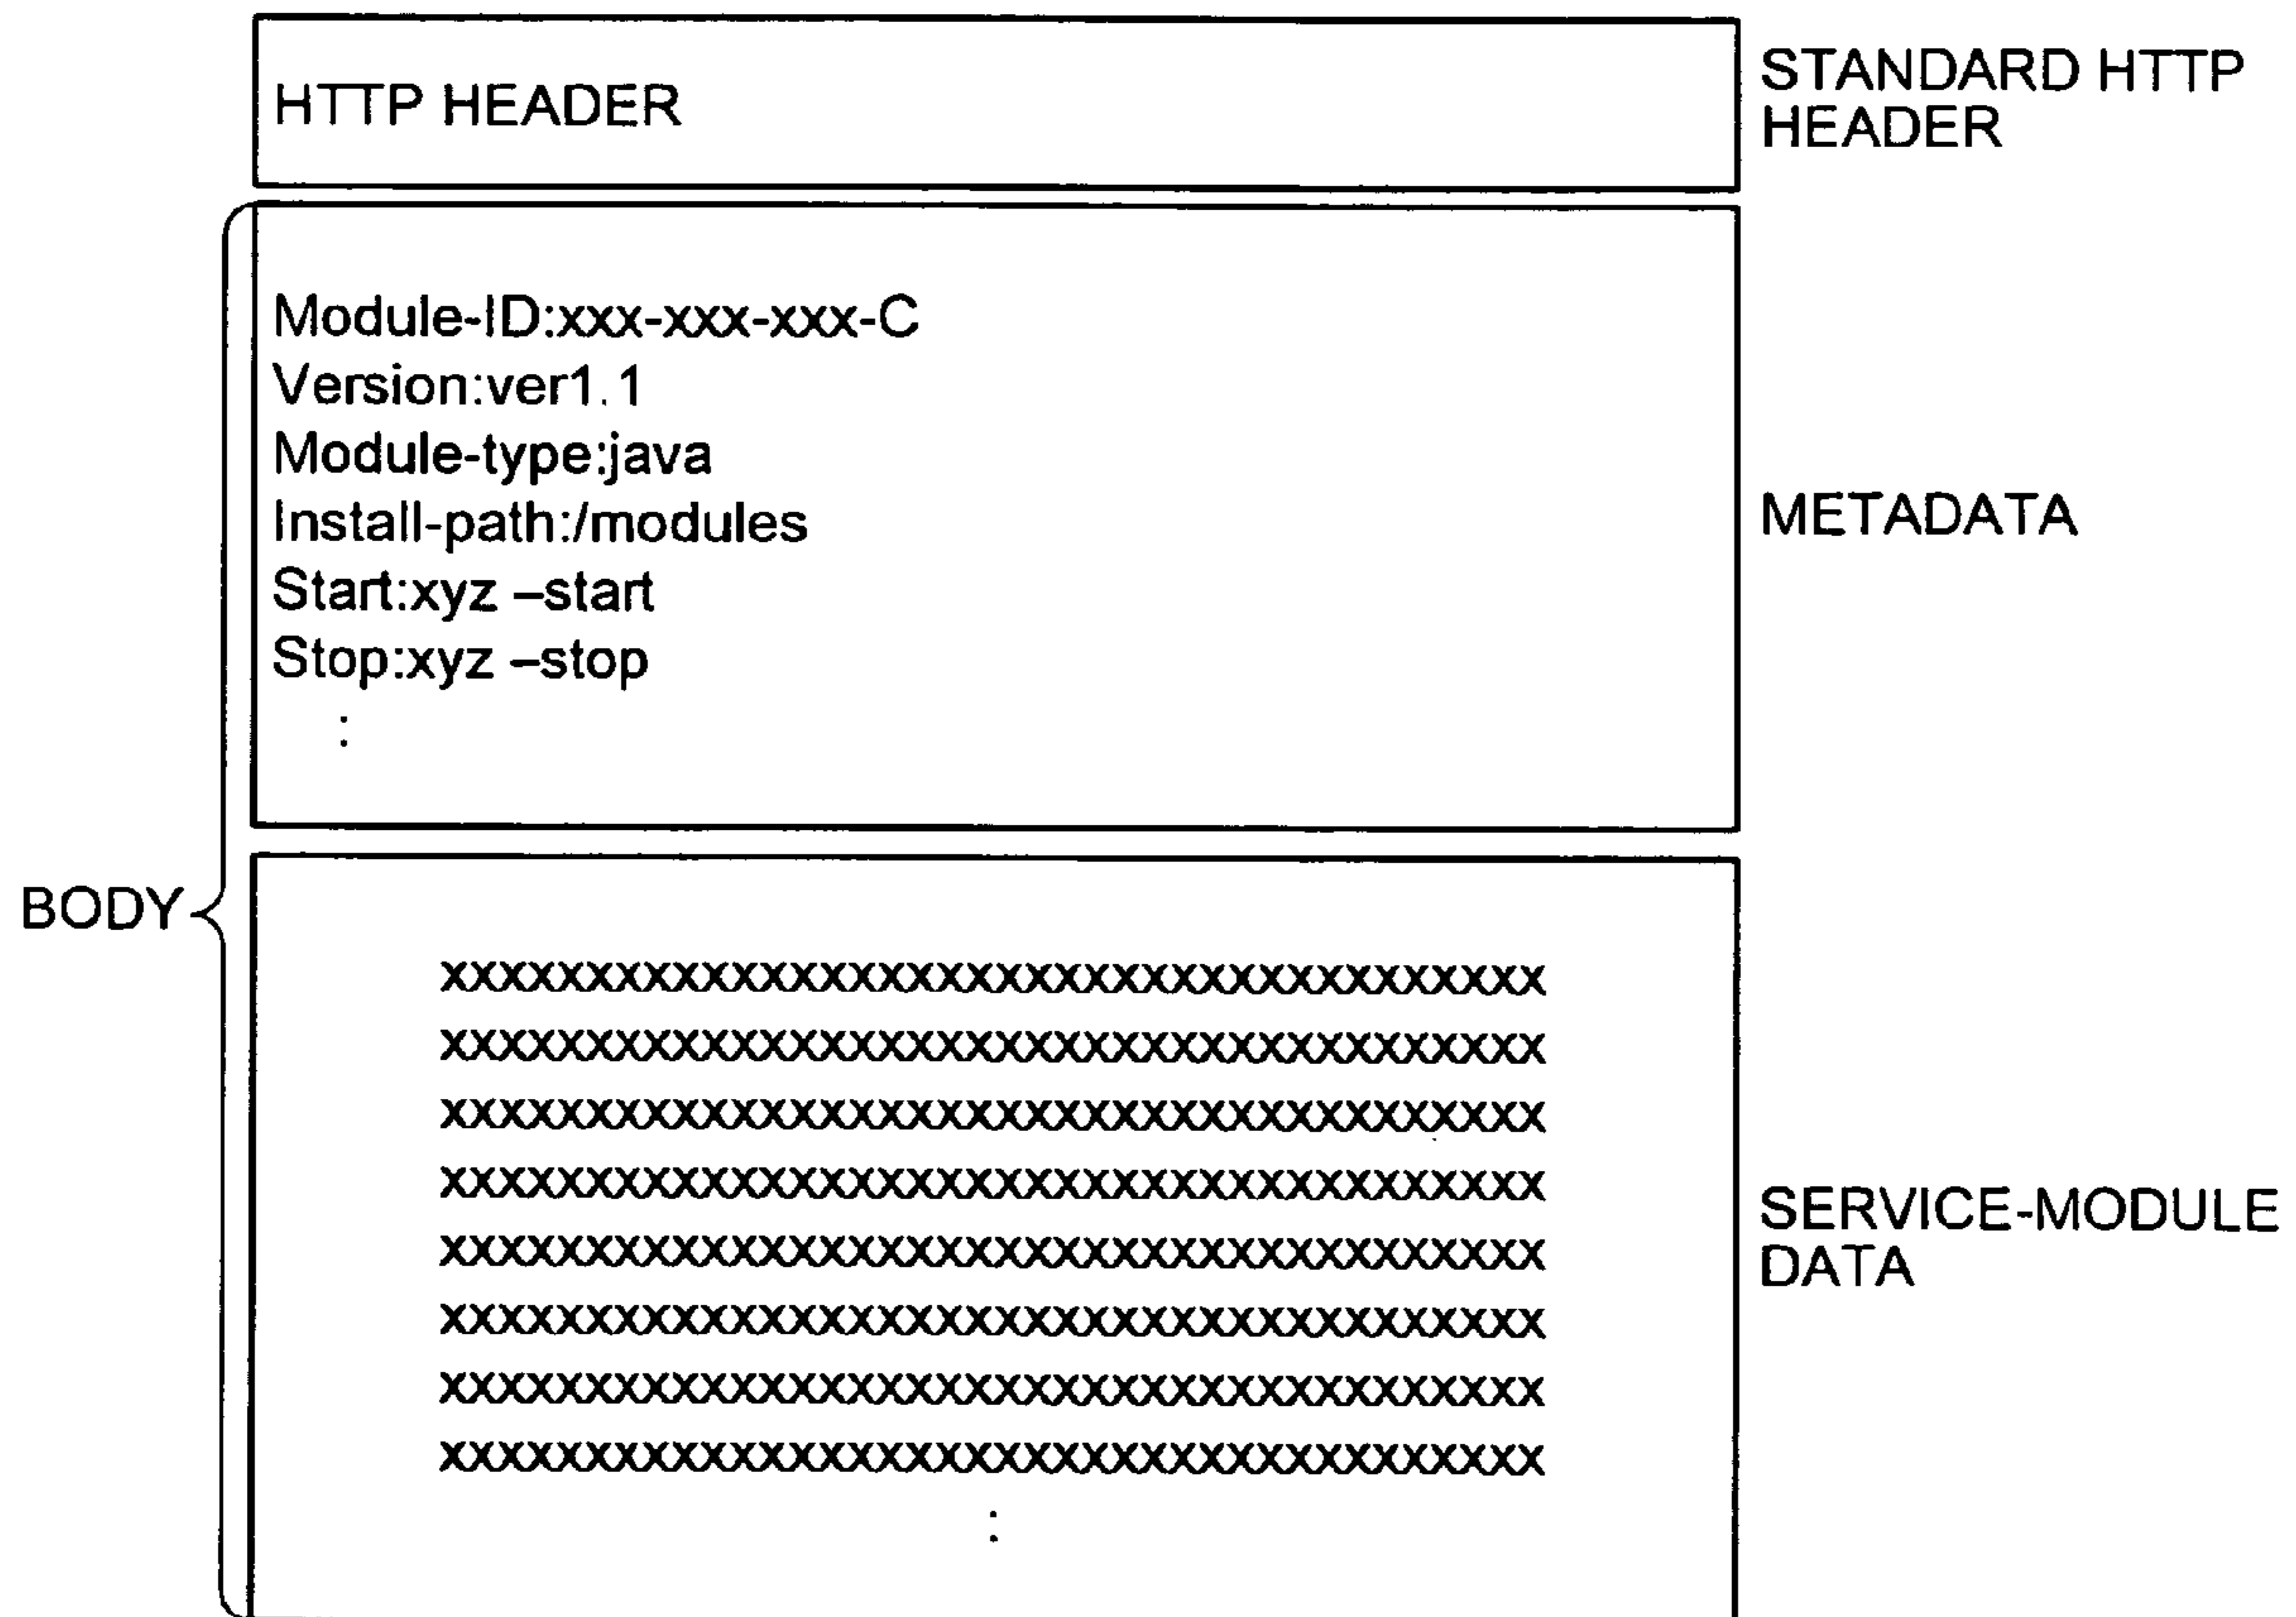 HTTP HEADER
STANDARD HTTP
HEADER
Module-ID:xxx-xxx-xxx-C
Version:ver1.1
Module-type:java
Install-path:/modules
Start:xyz –start
Stop:xyz –stop
:
METADATA
BODY
xxxxxxxxxxxxxxxxxxxxxxxxxxxxxxxxxxxxxx
xxxxxxxxxxxxxxxxxxxxxxxxxxxxxxxxxxxxxx
xxxxxxxxxxxxxxxxxxxxxxxxxxxxxxxxxxxxxx
xxxxxxxxxxxxxxxxxxxxxxxxxxxxxxxxxxxxxx
xxxxxxxxxxxxxxxxxxxxxxxxxxxxxxxxxxxxxx
xxxxxxxxxxxxxxxxxxxxxxxxxxxxxxxxxxxxxx
xxxxxxxxxxxxxxxxxxxxxxxxxxxxxxxxxxxxxx
xxxxxxxxxxxxxxxxxxxxxxxxxxxxxxxxxxxxxx
:
SERVICE-MODULE
DATA